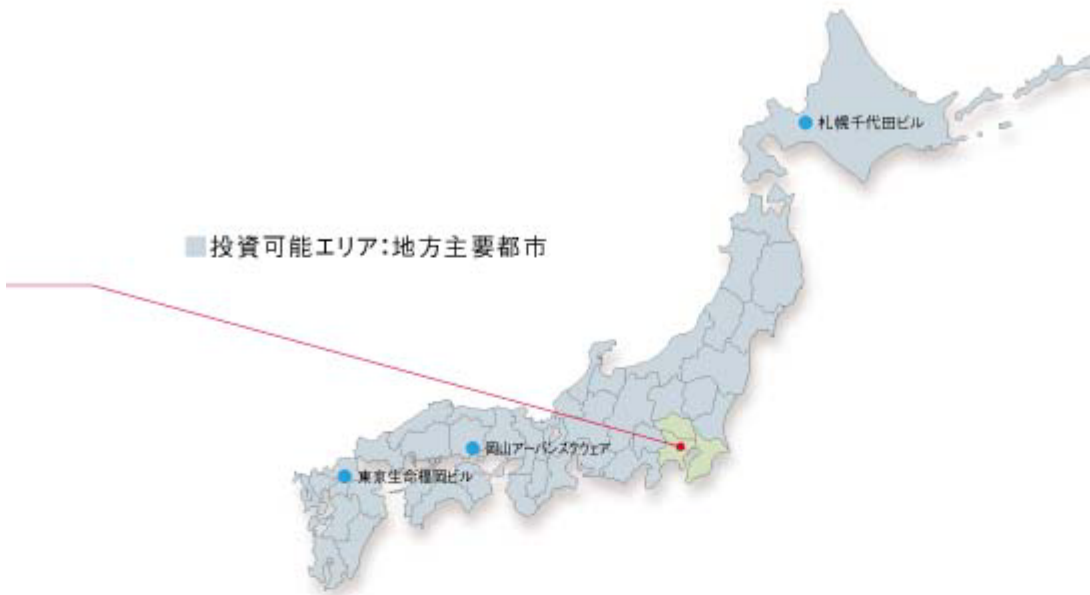 札幌千代田ビル
投資可能エリア：地方主要都市
岡山アーバンスクウェア
東京生命福岡ビル